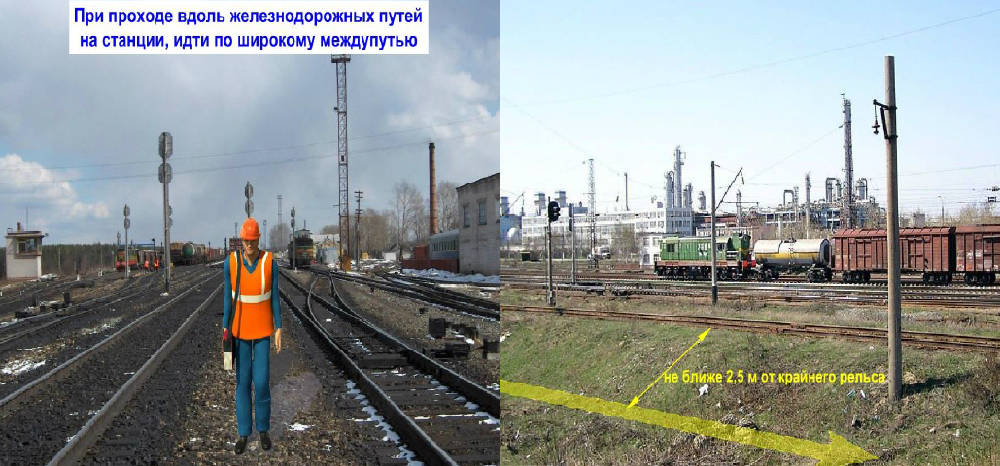 При проходе вдоль железнодорожных путей
на станции, идти по широкому междупутью
не ближе 2,5 м от крайнего рельса